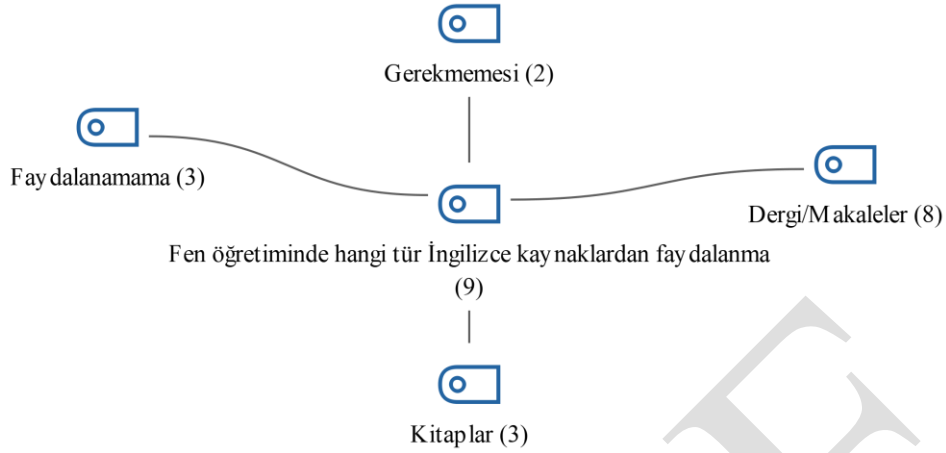 Gerekmemesi (2)
Faydalanamama (3)
Dergi/Makaleler (8)
Fen öğretiminde hangi tür İngilizce kaynaklardan faydalanma
(9)
Kitaplar (3)